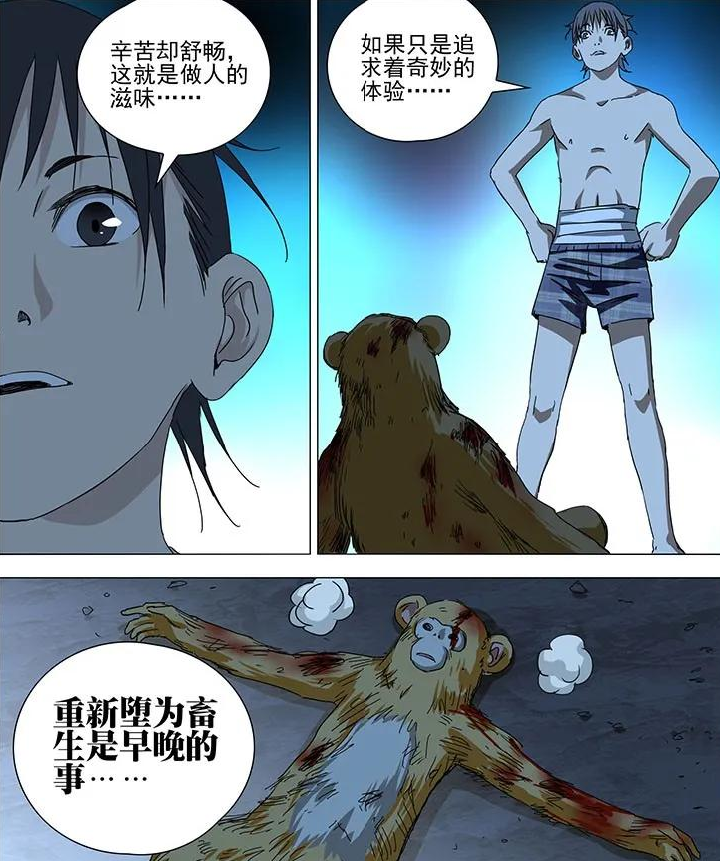 辛苦却舒畅，
这就是做人的
滋味……
如果只是追
求着奇妙的
体验……
重新堕为畜
生是早晚的
事……